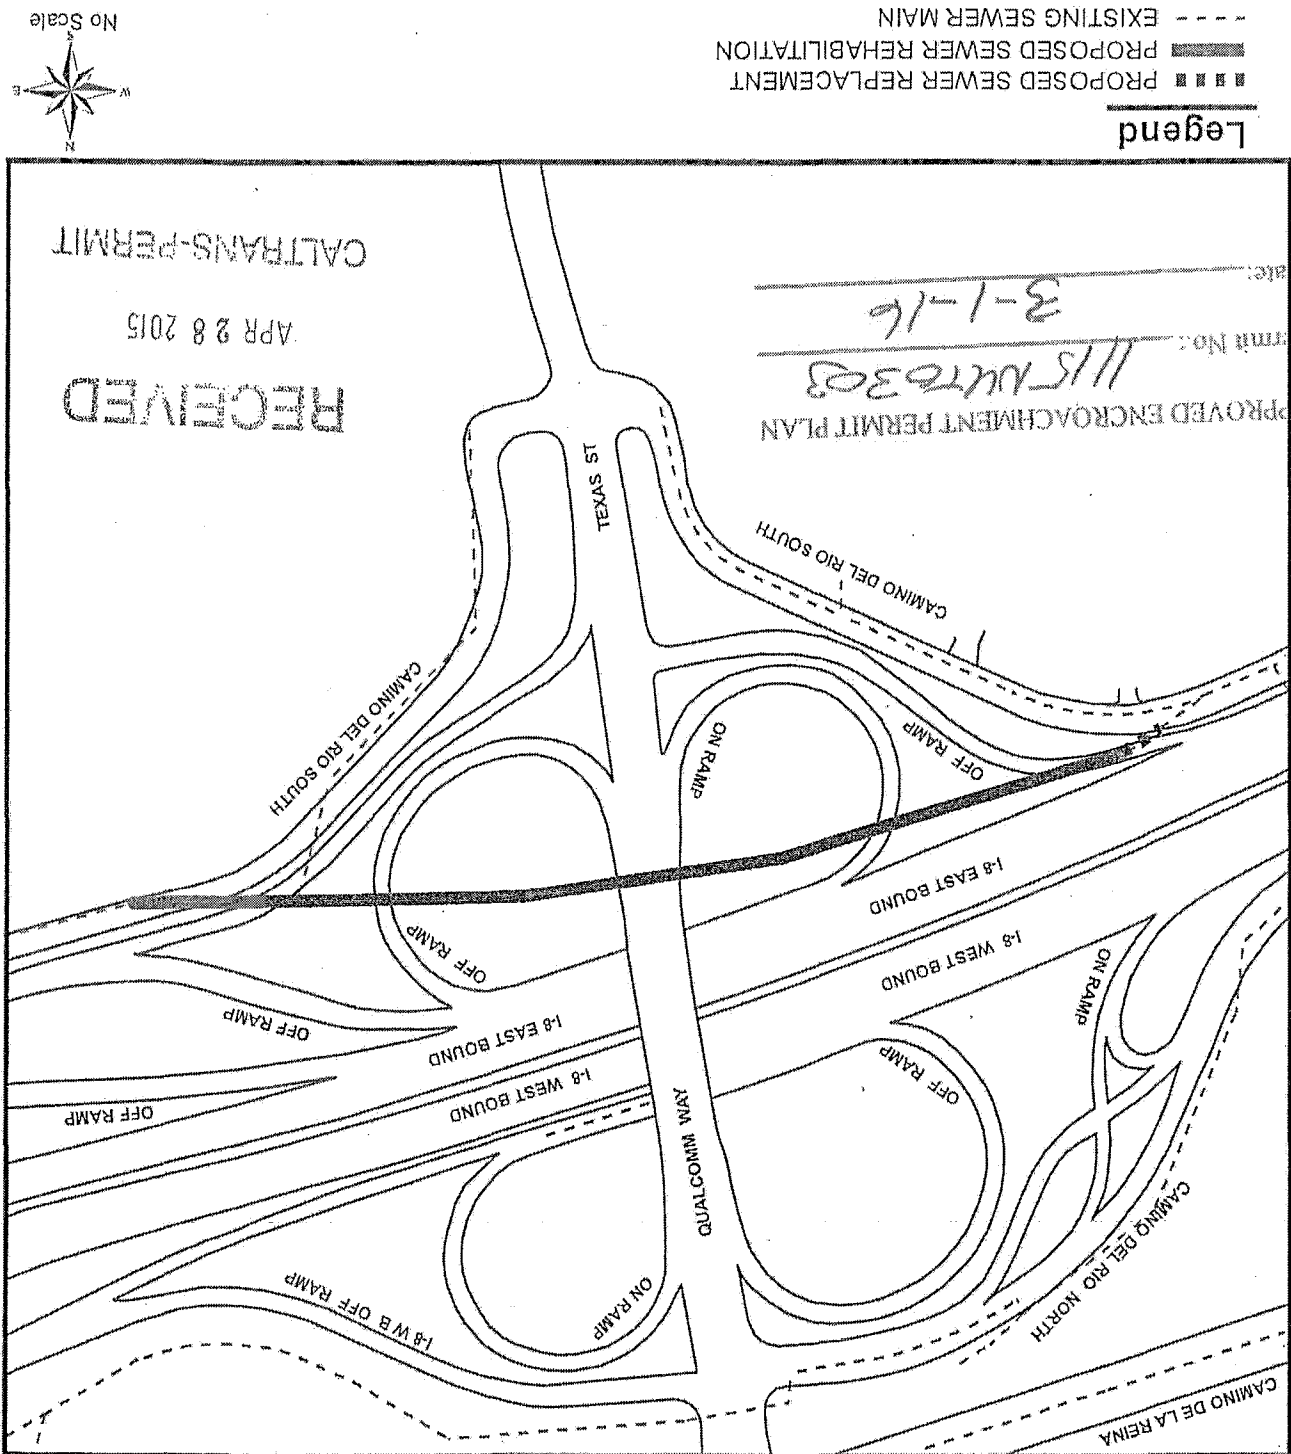 CAMINO DE LA REINA
CAMINO DEL RIO NORTH
ON RAMP
I-8 W B OFF RAMP
QUALCOMM WAY
OFF RAMP
ON RAMP
I-8 WEST BOUND
OFF RAMP
I-8 WEST BOUND
I-8 EAST BOUND
OFF RAMP
I-8 EAST BOUND
OFF RAMP
OFF RAMP
ON RAMP
CAMINO DEL RIO SOUTH
CAMINO DEL RIO SOUTH
TEXAS ST
PPROVED ENCROACHMENT PERMIT PLAN
rmit No.:
ate:
3-1-16
RECEIVED
APR 28 2015
CALTRANS-PERMIT
Legend
PROPOSED SEWER REPLACEMENT
PROPOSED SEWER REHABILITATION
EXISTING SEWER MAIN
N
W
E
S
No Scale